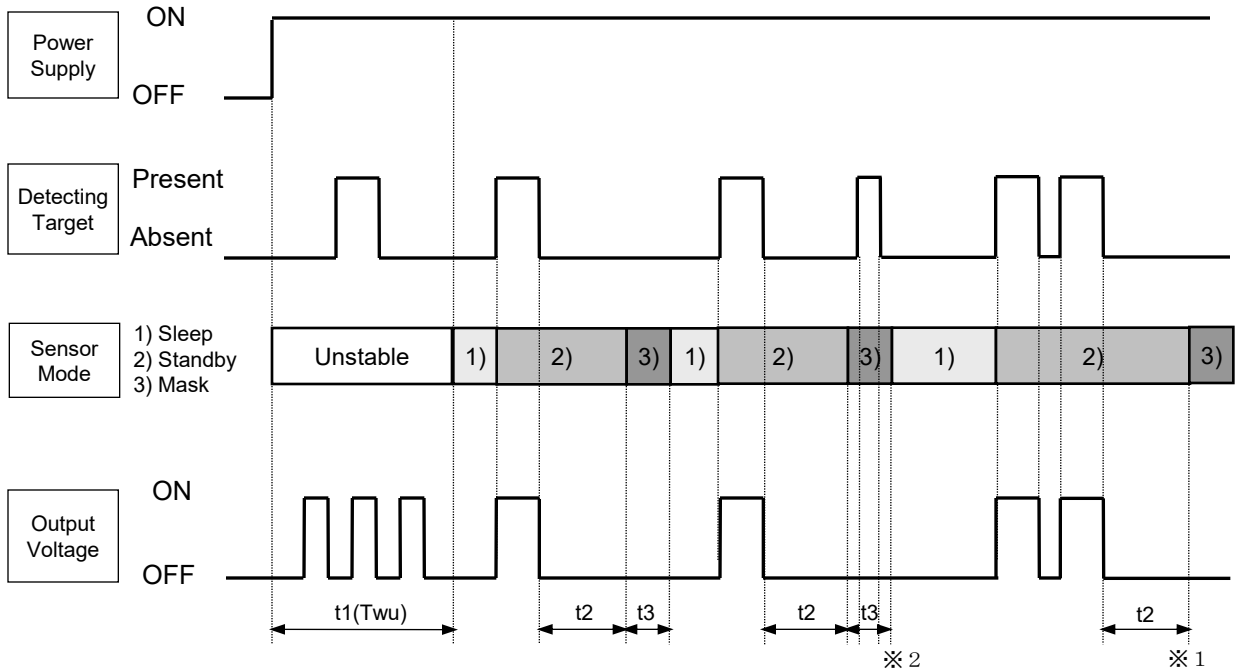 Power
Supply
ON
OFF
Detecting
Target
Present
Absent
Sensor
Mode
1) Sleep
2) Standby
3) Mask
Unstable
1)
2)
3)
1)
2)
3)
1)
2)
3)
Output
Voltage
ON
OFF
t1(Twu)
t2
t3
t2
t3
t2
※2
※1